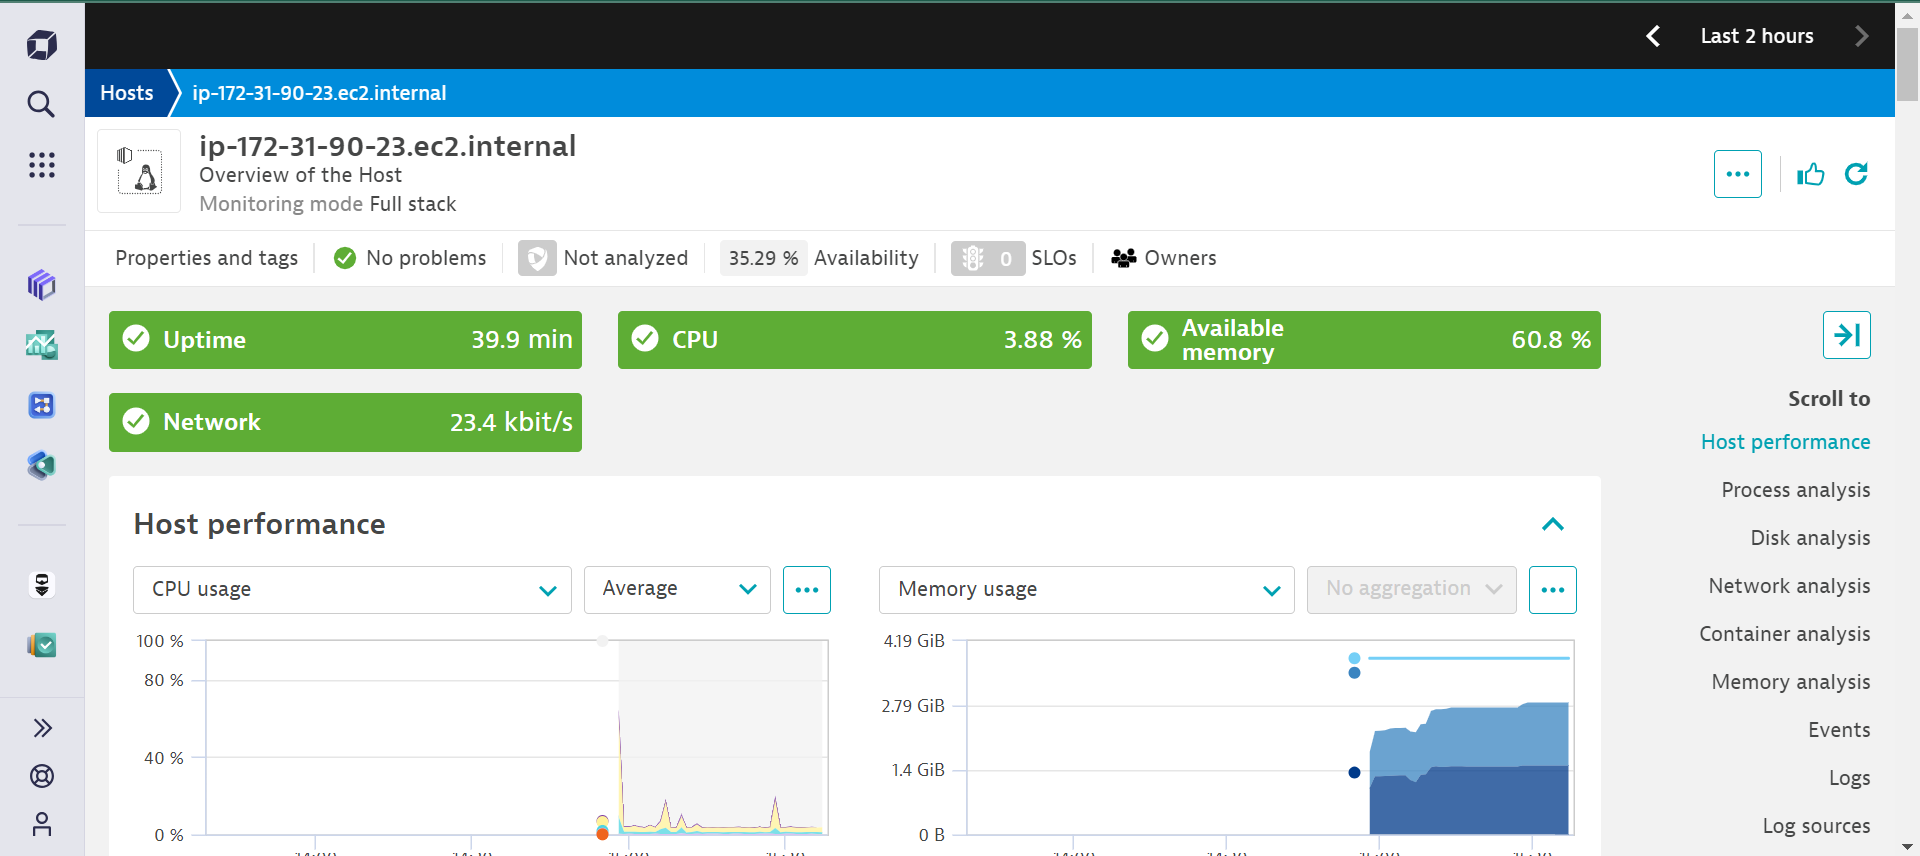 Last 2 hours
Hosts
ip-172-31-90-23.ec2.internal
ip-172-31-90-23.ec2.internal
Overview of the Host
Monitoring mode Full stack
Properties and tags
No problems
Not analyzed
35.29 % Availability
0 SLOs
Owners
Uptime 39.9 min
CPU 3.88 %
Available
memory
60.8 %
Network 23.4 kbit/s
Scroll to
Host performance
Process analysis
Disk analysis
Network analysis
Container analysis
Memory analysis
Events
Logs
Log sources
Host performance
CPU usage
Average
Memory usage
No aggregation
100 %
80 %
40 %
0 %
4.19 GiB
2.79 GiB
1.4 GiB
0 B